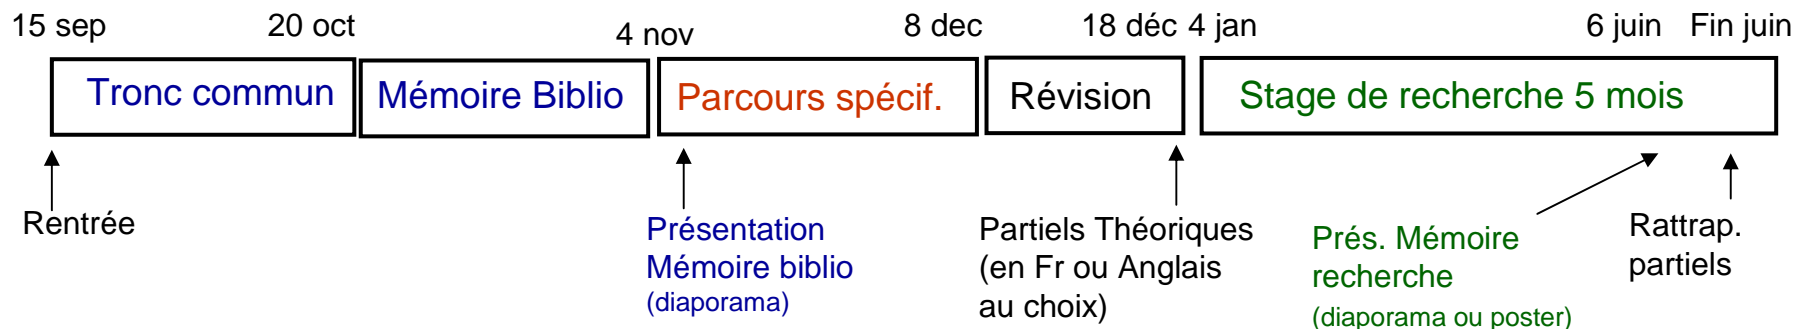 15 sep 20 oct 4 nov 8 dec 18 déc 4 jan 6 juin Fin juin
Tronc commun Mémoire Biblio Parcours spécif. Révision Stage de recherche 5 mois
Rentrée
Présentation
Mémoire biblio
(diaporama)
Partiels Théoriques
(en Fr ou Anglais
au choix)
Prés. Mémoire
recherche
(diaporama ou poster)
Rattrap.
partiels